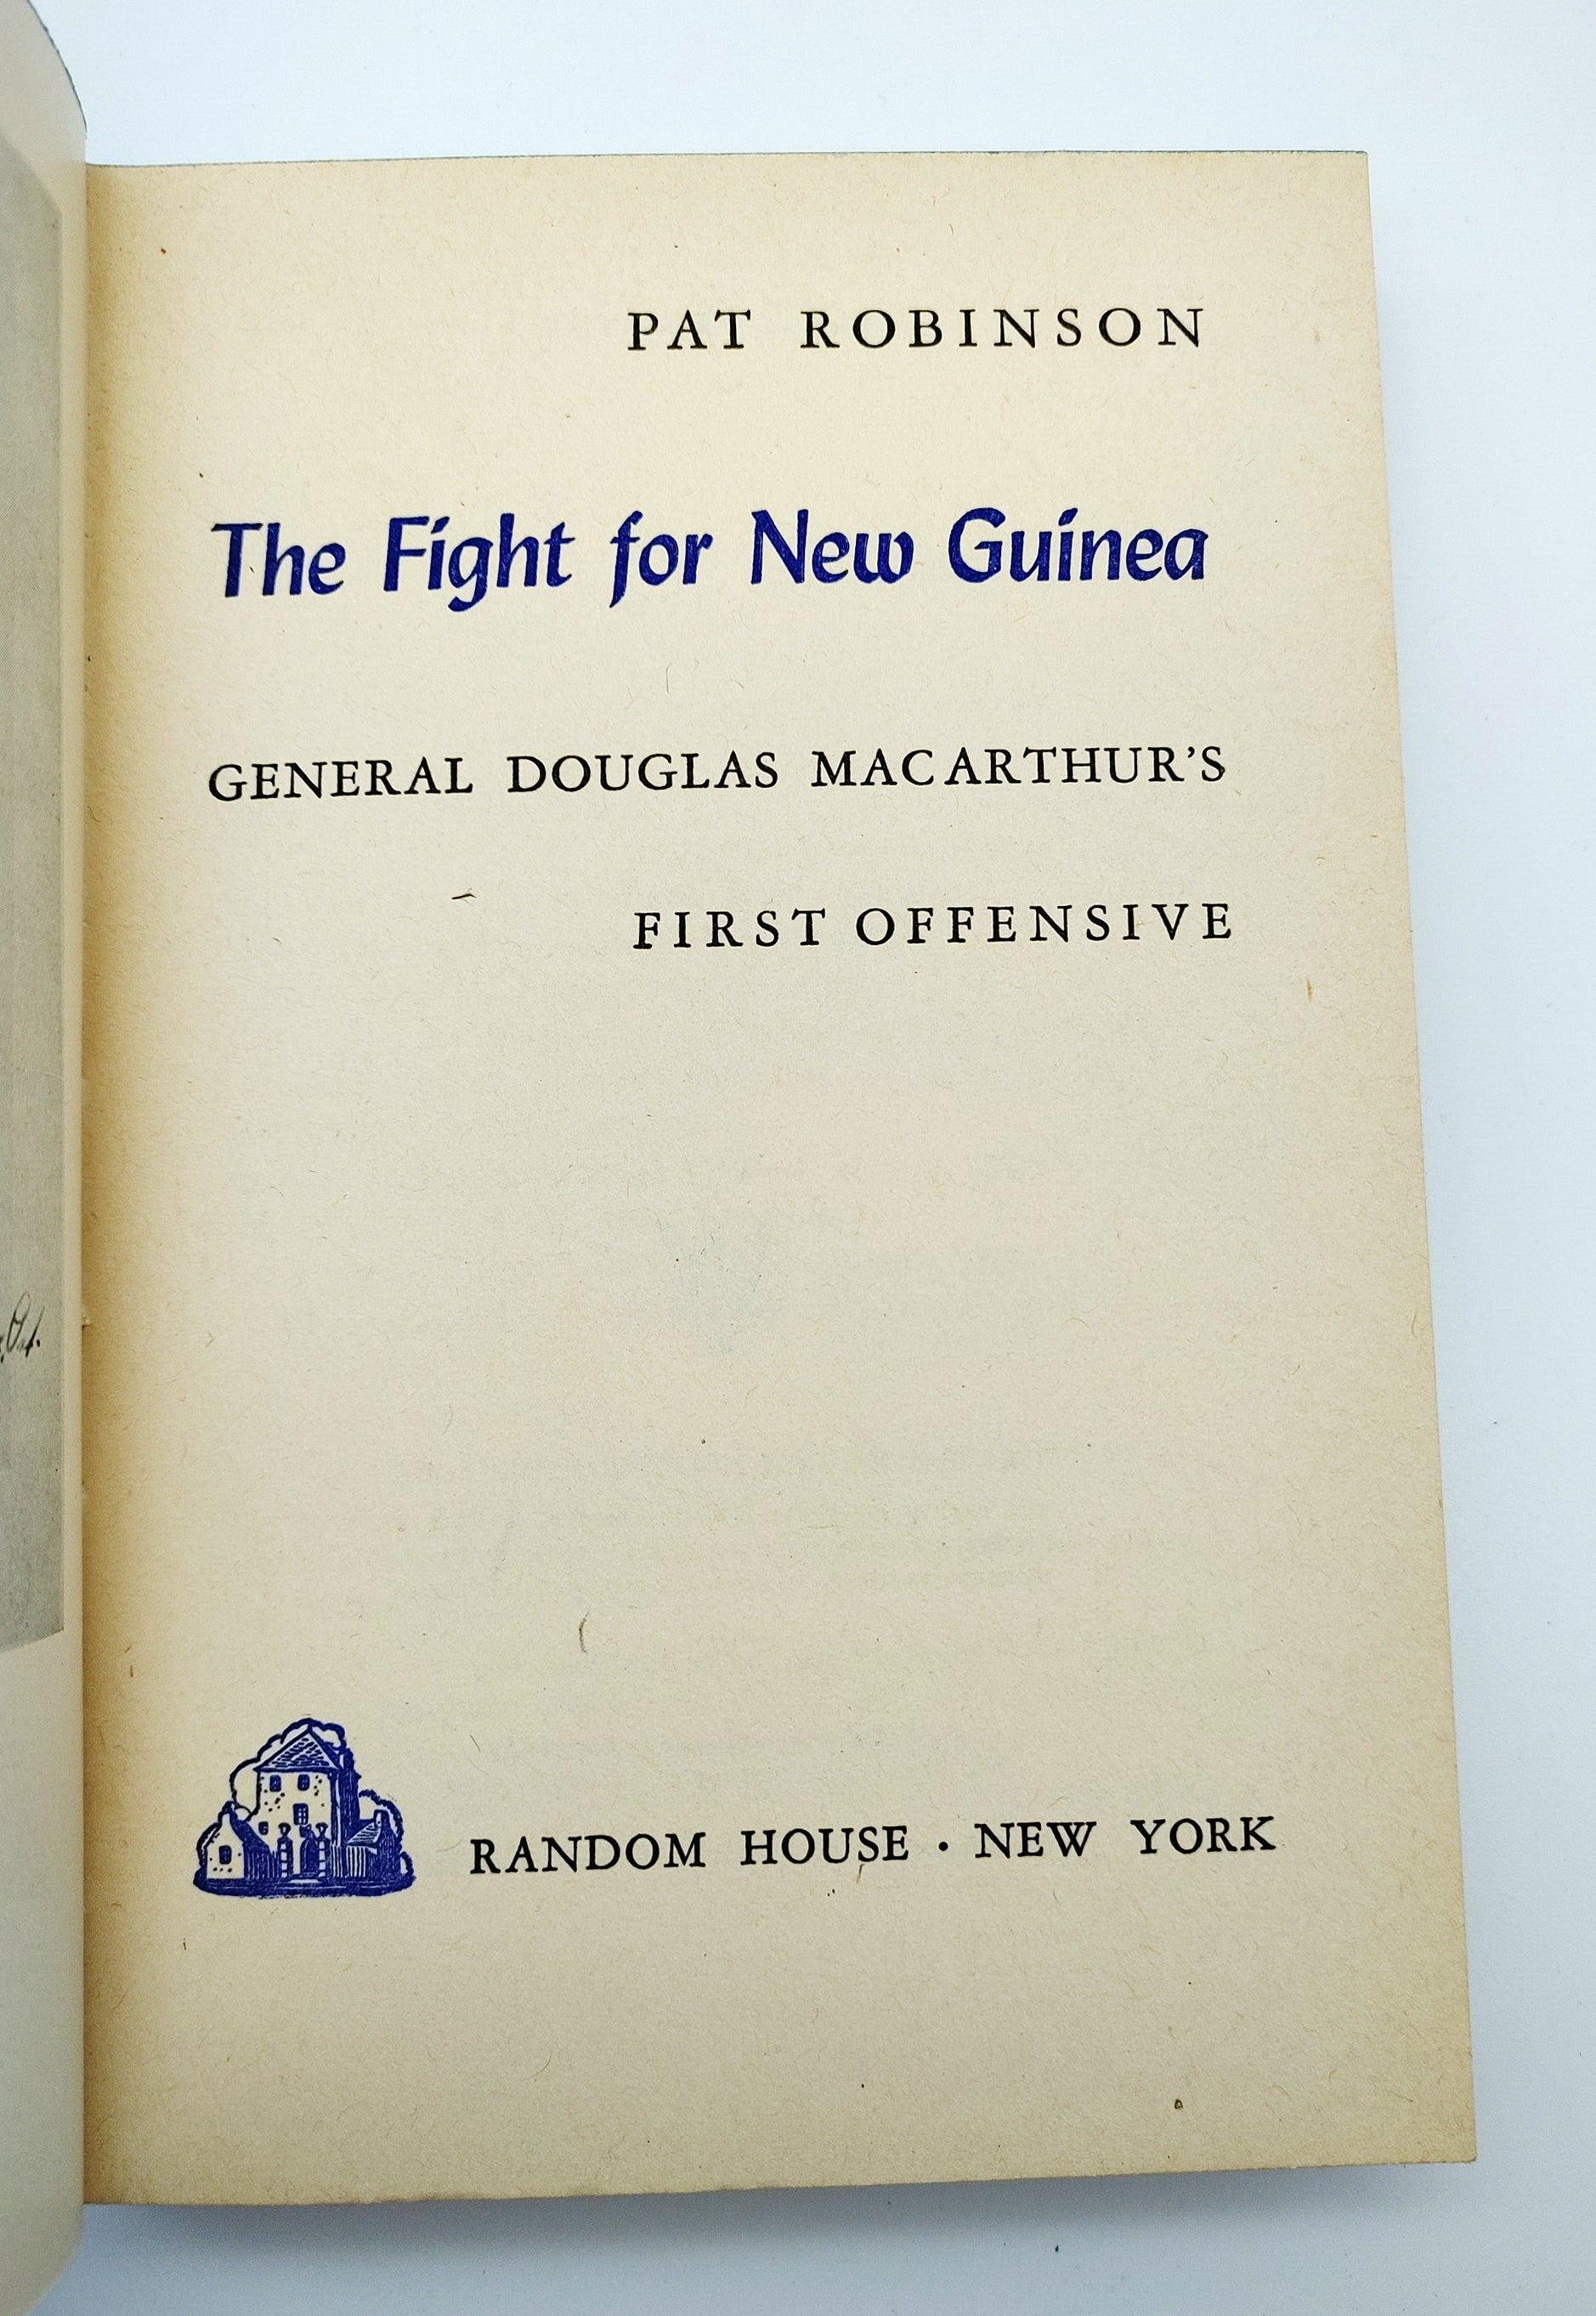 PAT ROBINSON
The Fight for New Guinea
GENERAL DOUGLAS MACARTHUR'S
FIRST OFFENSIVE
RANDOM HOUSE · NEW YORK